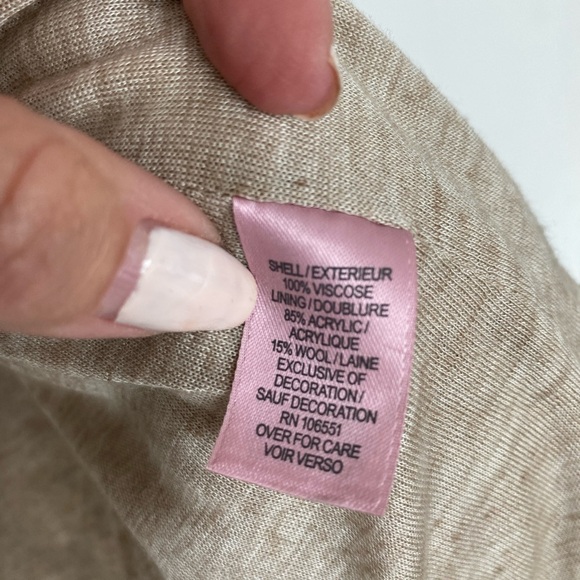 SHELL/EXTERIEUR
100% VISCOSE
LINING/DOUBLURE
85% ACRYLIC/
ACRYLIQUE
15% WOOL/LAINE
EXCLUSIVE OF
DECORATION/
SAUF DECORATION
RN 106551
OVER FOR CARE
VOIR VERSO